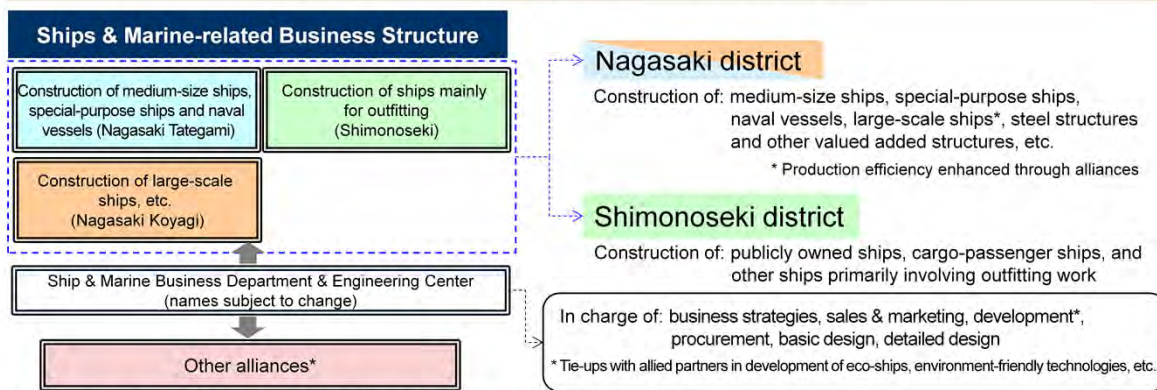 Ships & Marine-related Business Structure
Construction of medium-size ships,
special-purpose ships and naval
vessels (Nagasaki Tategami)
Construction of ships mainly
for outfitting
(Shimonoseki)
Construction of large-scale
ships, etc.
(Nagasaki Koyagi)
Ship & Marine Business Department & Engineering Center
(names subject to change)
Other alliances*
Nagasaki district
Construction of: medium-size ships, special-purpose ships,
naval vessels, large-scale ships*, steel structures
and other valued added structures, etc.
* Production efficiency enhanced through alliances
Shimonoseki district
Construction of: publicly owned ships, cargo-passenger ships, and
other ships primarily involving outfitting work
In charge of: business strategies, sales & marketing, development*,
procurement, basic design, detailed design
* Tie-ups with allied partners in development of eco-ships, environment-friendly technologies, etc.